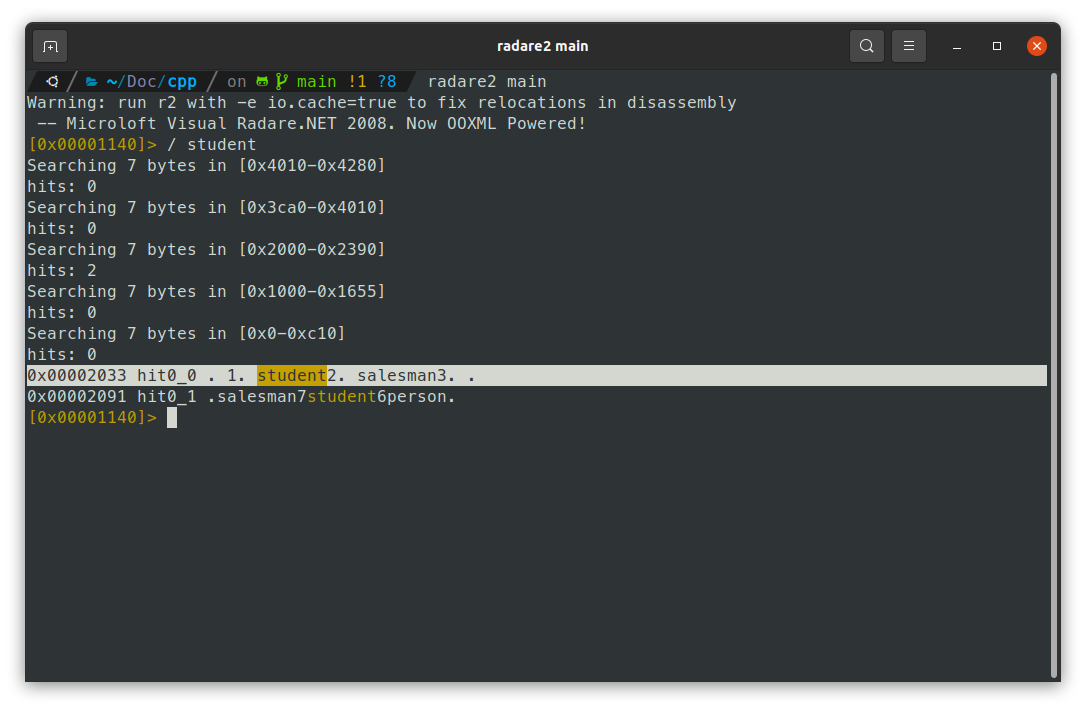 radare2 main
~/Doc/cpp on main !1 ?8 radare2 main
Warning: run r2 with -e io.cache=true to fix relocations in disassembly
 -- Microloft Visual Radare.NET 2008. Now OOXML Powered!
[0x00001140]> / student
Searching 7 bytes in [0x4010-0x4280]
hits: 0
Searching 7 bytes in [0x3ca0-0x4010]
hits: 0
Searching 7 bytes in [0x2000-0x2390]
hits: 2
Searching 7 bytes in [0x1000-0x1655]
hits: 0
Searching 7 bytes in [0x0-0xc10]
hits: 0
0x00002033 hit0_0 . 1. student2. salesman3. .
0x00002091 hit0_1 .salesman7student6person.
[0x00001140]>